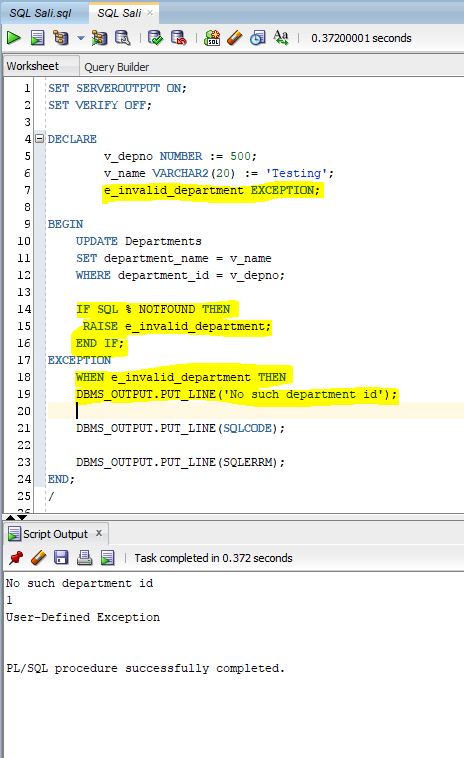 SQL Sali.sql
SQL Sali
0.37200001 seconds
Worksheet
Query Builder
1 SET SERVEROUTPUT ON;
2 SET VERIFY OFF;
3
4 DECLARE
5 v_depno NUMBER := 500;
6 v_name VARCHAR2(20) := 'Testing';
7 e_invalid_department EXCEPTION;
8
9 BEGIN
10 UPDATE Departments
11 SET department_name = v_name
12 WHERE department_id = v_depno;
13
14 IF SQL % NOTFOUND THEN
15 RAISE e_invalid_department;
16 END IF;
17 EXCEPTION
18 WHEN e_invalid_department THEN
19 DBMS_OUTPUT.PUT_LINE('No such department id');
20
21 DBMS_OUTPUT.PUT_LINE(SQLCODE);
22
23 DBMS_OUTPUT.PUT_LINE(SQLERRM);
24 END;
25 /
Script Output x
Task completed in 0.372 seconds
No such department id
1
User-Defined Exception
PL/SQL procedure successfully completed.